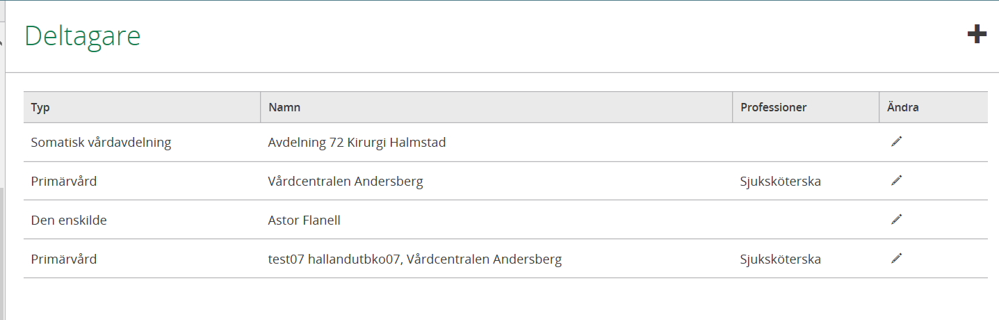 Deltagare
Typ Namn Professioner Ändra
Somatisk vårdavdelning Avdelning 72 Kirurgi Halmstad
Primärvård Vårdcentralen Andersberg Sjuksköterska
Den enskilde Astor Flanell
Primärvård test07 hallandutbko07, Vårdcentralen Andersberg Sjuksköterska